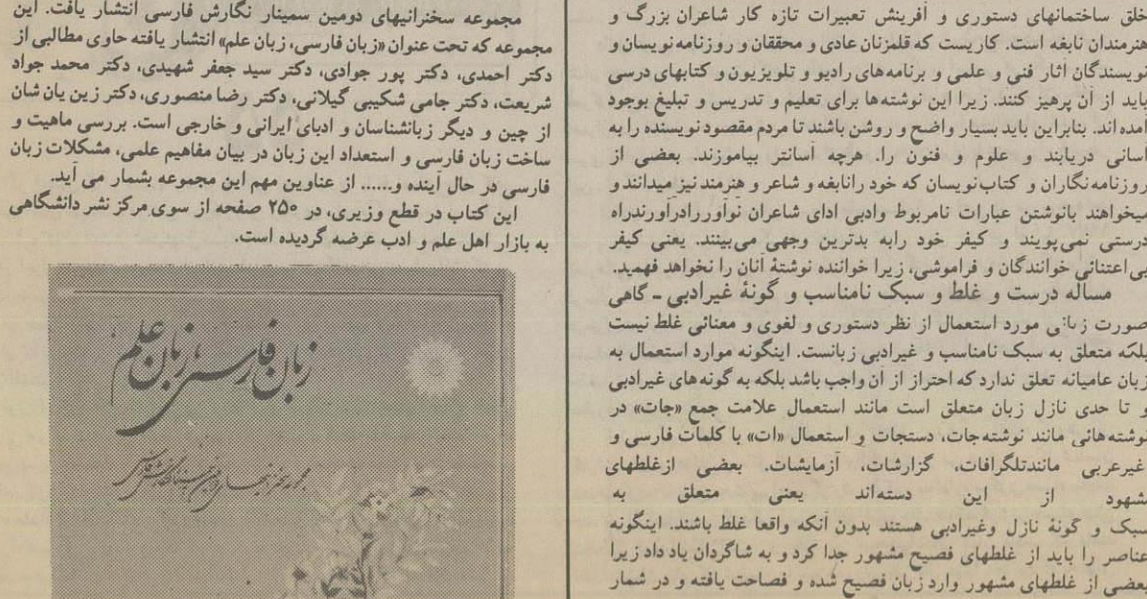 خلق ساختمانهای دستوری و آفرینش تعبیرات تازه کار شاعران بزرگ و
هنرمندان نابغه است. کاریست که قلمزنان عادی و محققان و روزنامه‌نویسان و
نویسندگان آثار فنی و علمی و برنامه‌های رادیو و تلویزیون و کتابهای درسی
باید از آن پرهیز کنند. زیرا این نوشته‌ها برای تعلیم و تدریس و تبلیغ بوجود
آمده‌اند. بنابراین باید بسیار واضح و روشن باشند تا مردم مقصود نویسنده را به
آسانی دریابند و علوم و فنون را. هرچه آسانتر بیاموزند. بعضی از
روزنامه‌نگاران و کتاب‌نویسان که خود رانابغه و شاعر و هنرمند نیز میدانند و
میخواهند بانوشتن عبارات نامربوط وادبی ادای شاعران نوآوررادرآورندراه
درستی نمی‌پویند و کیفر خود رابه بدترین وجهی می‌بینند. یعنی کیفر
بی‌اعتنائی خوانندگان و فراموشی، زیرا خواننده نوشتهٔ آنان را نخواهد فهمید.
مسأله درست و غلط و سبک نامناسب و گونهٔ غیرادبی ـ گاهی
صورت زبانی مورد استعمال از نظر دستوری و لغوی و معنائی غلط نیست
بلکه متعلق به سبک نامناسب و غیرادبی زبانست. اینگونه موارد استعمال به
زبان عامیانه تعلق ندارد که احتراز از آن واجب باشد بلکه به گونه‌های غیرادبی
و تا حدی نازل زبان متعلق است مانند استعمال علامت جمع «جات» در
نوشته‌هائی مانند نوشته‌جات، دستجات و استعمال «ات» با کلمات فارسی و
غیرعربی مانندتلگرافات، گزارشات، آزمایشات. بعضی ازغلطهای
مشهود از این دسته‌اند یعنی متعلق به
سبک و گونهٔ نازل وغیرادبی هستند بدون آنکه واقعا غلط باشند. اینگونه
عناصر را باید از غلطهای فصیح مشهور جدا کرد و به شاگردان یاد داد زیرا
بعضی از غلطهای مشهور وارد زبان فصیح شده و فصاحت یافته و در شمار
مجموعه سخنرانیهای دومین سمینار نگارش فارسی انتشار یافت. این
مجموعه که تحت عنوان «زبان فارسی، زبان علم» انتشار یافته حاوی مطالبی از
دکتر احمدی، دکتر پور جوادی، دکتر سید جعفر شهیدی، دکتر محمد جواد
شریعت، دکتر جامی شکیبی گیلانی، دکتر رضا منصوری، دکتر زین یان شان
از چین و دیگر زبانشناسان و ادبای ایرانی و خارجی است. بررسی ماهیت و
ساخت زبان فارسی و استعداد این زبان در بیان مفاهیم علمی، مشکلات زبان
فارسی در حال آینده و...... از عناوین مهم این مجموعه بشمار می آید.
این کتاب در قطع وزیری، در ۲۵۰ صفحه از سوی مرکز نشر دانشگاهی
به بازار اهل علم و ادب عرضه گردیده است.
زبان فارسی زبان علم
مجموعه سخنرانیهای دومین سمینار نگارش فارسی